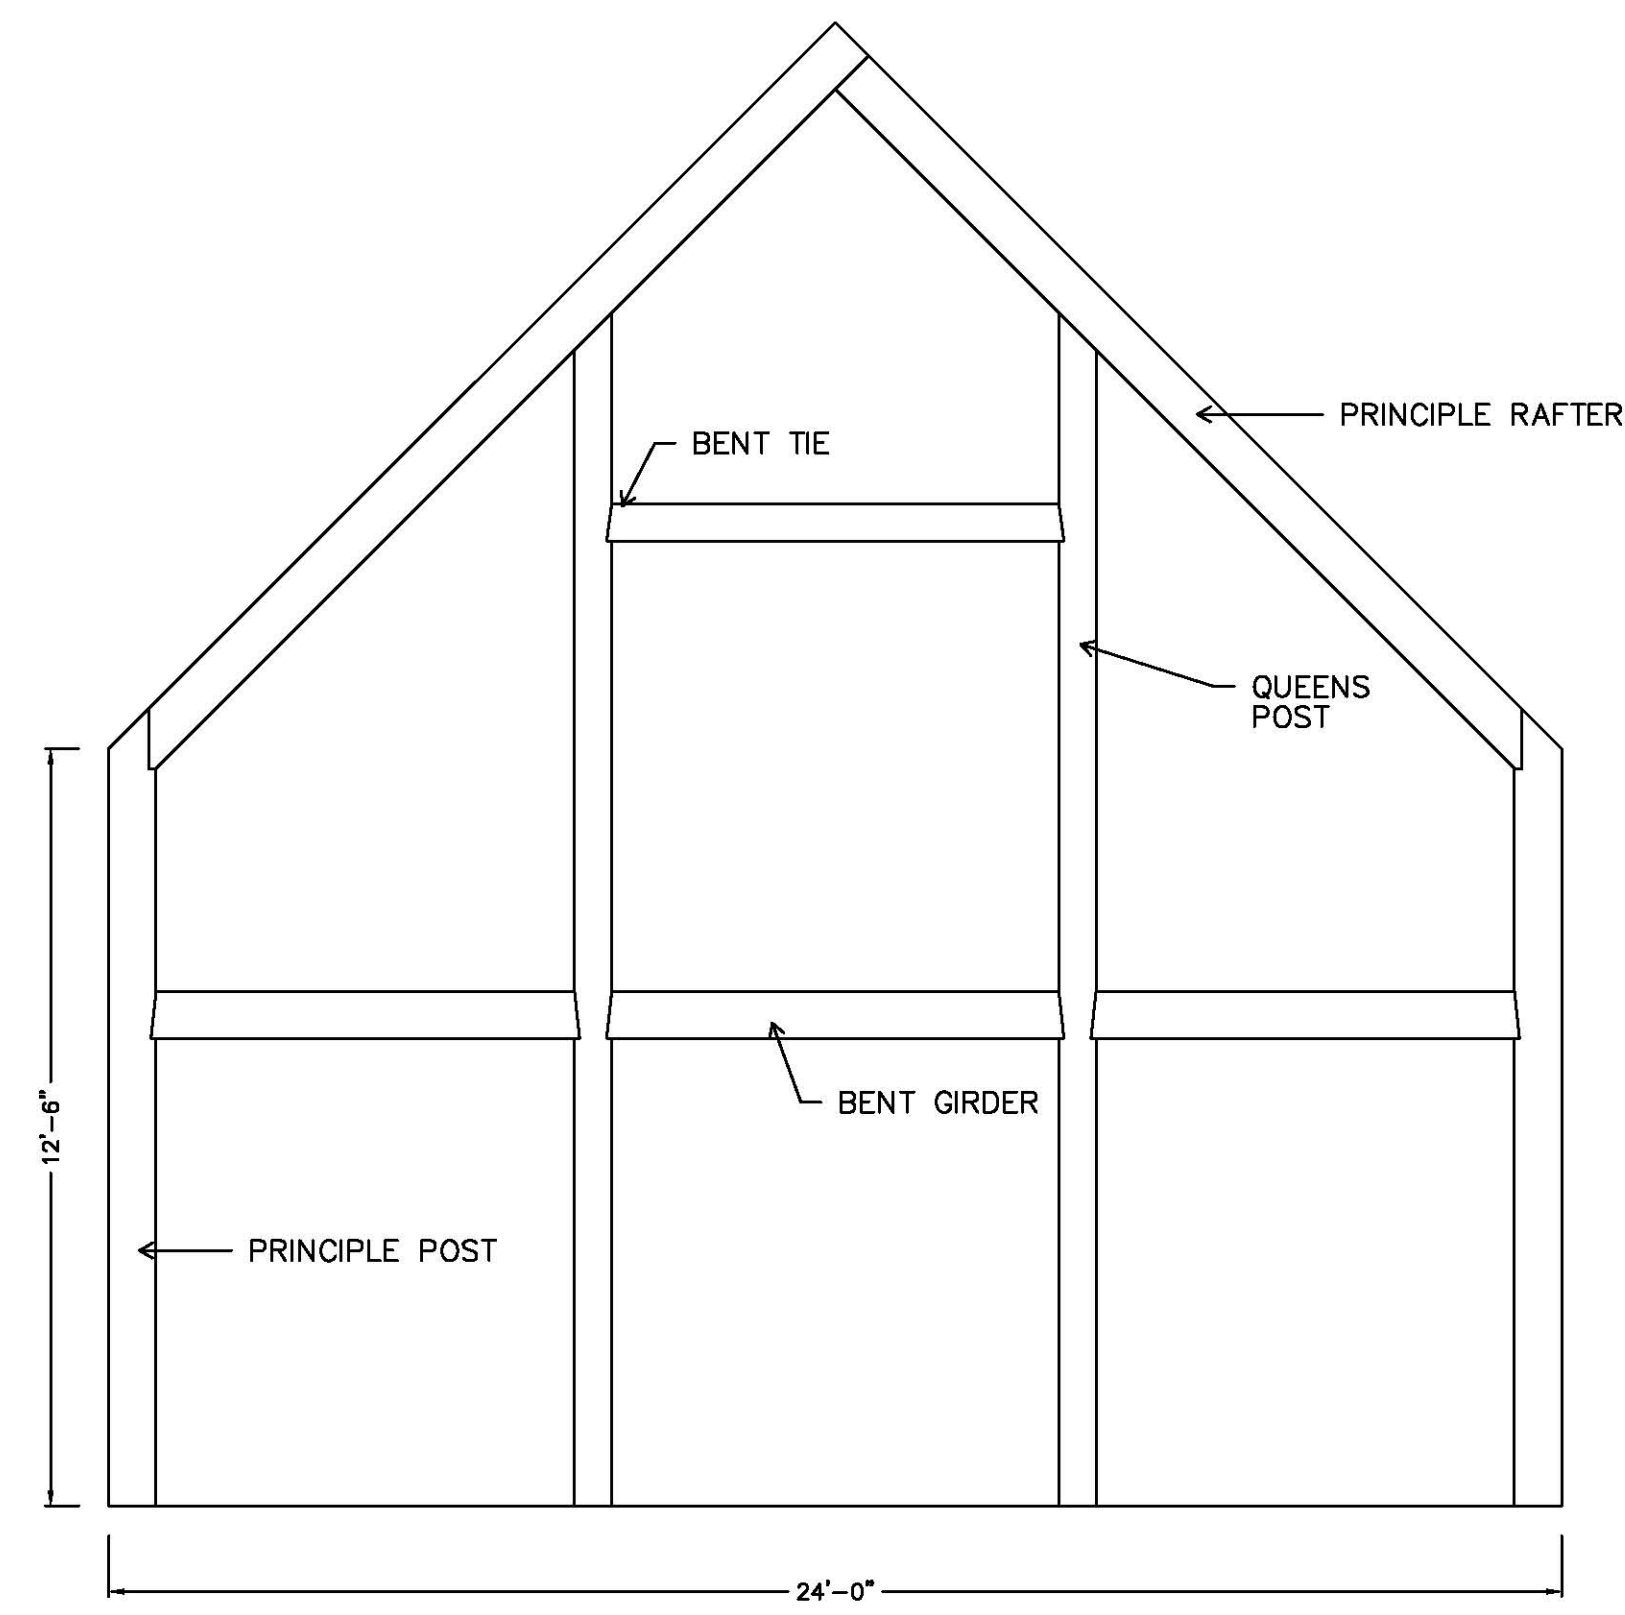 PRINCIPLE RAFTER
BENT TIE
QUEENS
POST
BENT GIRDER
12'-6"
PRINCIPLE POST
24'-0"